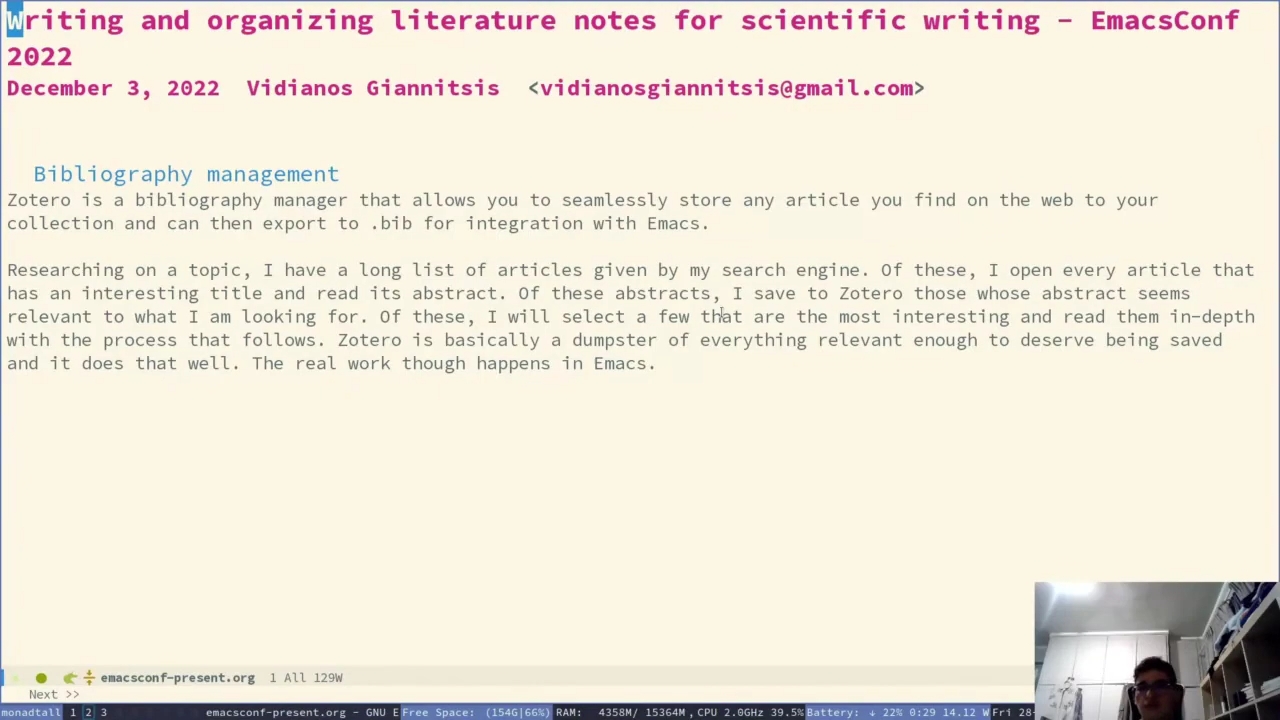 Writing and organizing literature notes for scientific writing - EmacsConf
2022
December 3, 2022  Vidianos Giannitsis  <vidianosgiannitsis@gmail.com>
Bibliography management
Zotero is a bibliography manager that allows you to seamlessly store any article you find on the web to your
collection and can then export to .bib for integration with Emacs.
Researching on a topic, I have a long list of articles given by my search engine. Of these, I open every article that
has an interesting title and read its abstract. Of these abstracts, I save to Zotero those whose abstract seems
relevant to what I am looking for. Of these, I will select a few that are the most interesting and read them in-depth
with the process that follows. Zotero is basically a dumpster of everything relevant enough to deserve being saved
and it does that well. The real work though happens in Emacs.
emacsconf-present.org  1 All 129W
Next >>
monadtall 1 2 3 emacsconf-present.org - GNU E Free Space: (154G|66%) RAM: 4358M/ 15364M, CPU 2.0GHz 39.5% Battery: ↓ 22% 0:29 14.12 W Fri 28-